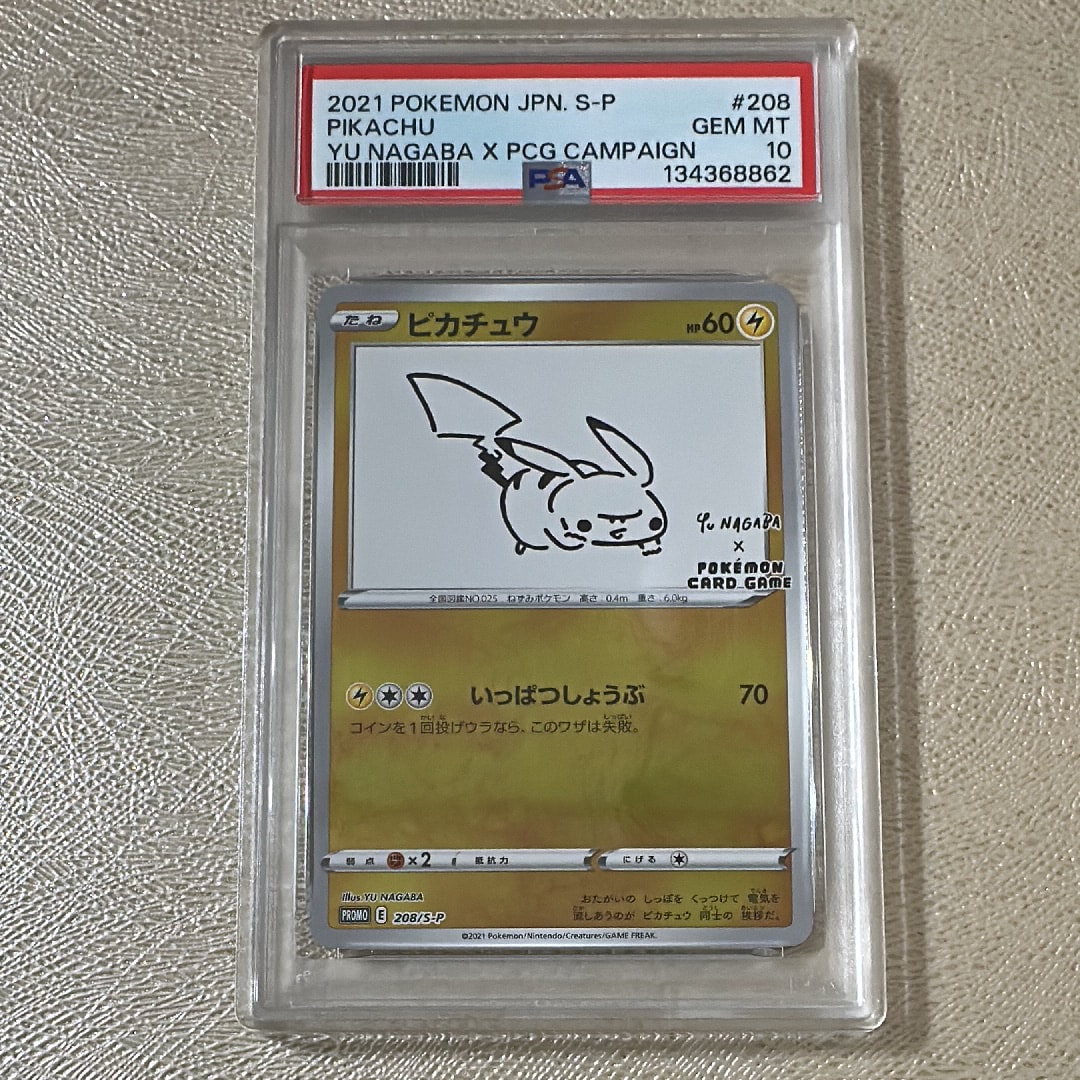 2021 POKEMON JPN. S-P #208
PIKACHU GEM MT
YU NAGABA X PCG CAMPAIGN 10
PSA 134368862
たね ピカチュウ HP60
Yu NAGABA
×
POKÉMON
CARD GAME
全国図鑑NO.025 ねずみポケモン 高さ:0.4m 重さ:6.0kg
いっぱつしょうぶ 70
コインを1回投げウラなら、このワザは失敗。
弱点 ×2 抵抗力 にげる
Illus.YU NAGABA
おたがいの しっぽを くっつけて 電気を
流しあうのが ピカチュウ 同士の 挨拶だ。
PROMO E 208/S-P
©2021 Pokémon/Nintendo/Creatures/GAME FREAK.